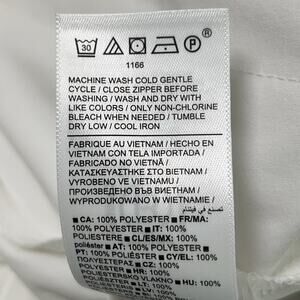 30
P ®
1166
MACHINE WASH COLD GENTLE
CYCLE / CLOSE ZIPPER BEFORE
WASHING / WASH AND DRY WITH
LIKE COLORS / ONLY NON-CHLORINE
BLEACH WHEN NEEDED / TUMBLE
DRY LOW / COOL IRON
FABRIQUE AU VIETNAM / HECHO EN
VIETNAM CON TELA IMPORTADA /
FABRICADO NO VIETNÃ /
ΚΑΤΑΣΚΕΥΑΣΤΗΚΕ ΣΤΟ ΒΙΕΤΝΑΜ /
VYROBENO VE VIETNAMU /
ПРОИЗВЕДЕНО ВЪВ ВИЕТНАМ /
WYPRODUKOWANO W WIETNAMIE /
تصنع في فيتنام
CA: 100% POLYESTER FR/MA:
100% POLYESTER IT: 100%
POLIESTERE CL/ES/MX: 100%
poliéster AT: 100%
POLYESTER CY/EL: 100%
ΠΟΛΥΕΣΤΕΡΑΣ CZ: 100%
POLYESTER HR: 100%
HU: 100%